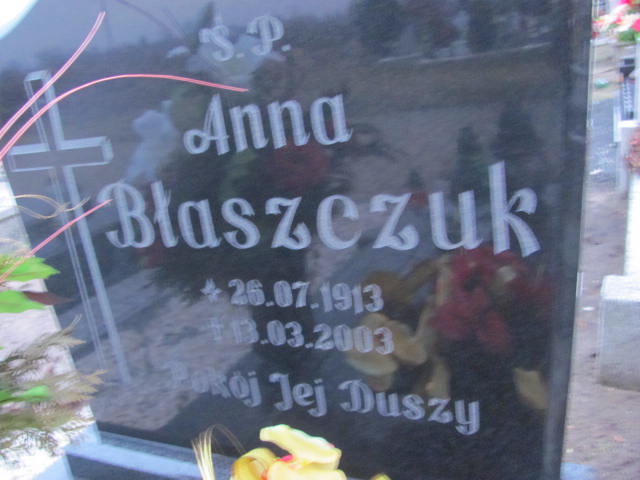 Ś.P.
Anna
Błaszczuk
* 26.07.1913
† 13.03.2003
Pokój Jej Duszy